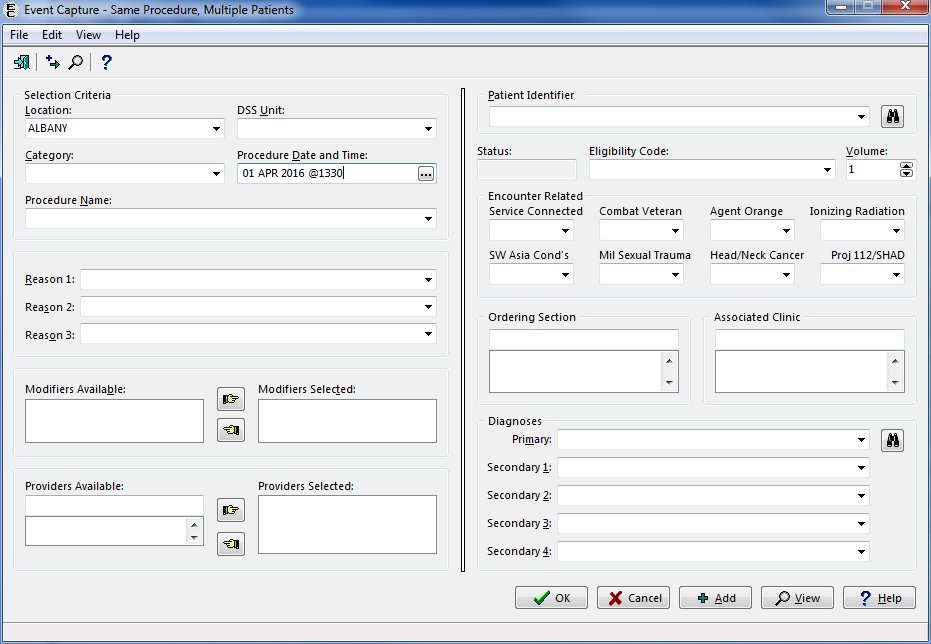 Event Capture - Same Procedure, Multiple Patients
File Edit View Help
Selection Criteria
Location: DSS Unit:
ALBANY
Category: Procedure Date and Time:
01 APR 2016 @1330
...
Procedure Name:
Reason 1:
Reason 2:
Reason 3:
Modifiers Available: Modifiers Selected:
Providers Available: Providers Selected:
Patient Identifier
Status: Eligibility Code: Volume:
1
Encounter Related
Service Connected Combat Veteran Agent Orange Ionizing Radiation
SW Asia Cond's Mil Sexual Trauma Head/Neck Cancer Proj 112/SHAD
Ordering Section Associated Clinic
Diagnoses
Primary:
Secondary 1:
Secondary 2:
Secondary 3:
Secondary 4:
OK Cancel Add View Help